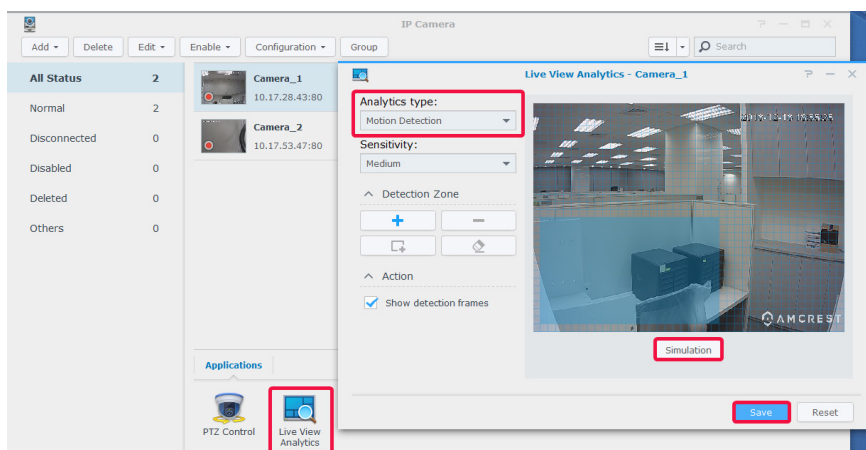 IP Camera
Add
Delete
Edit
Enable
Configuration
Group
Search
All Status 2
Normal 2
Disconnected 0
Disabled 0
Deleted 0
Others 0
Camera_1
10.17.28.43:80
Camera_2
10.17.53.47:80
Applications
PTZ Control
Live View
Analytics
Live View Analytics - Camera_1
Analytics type:
Motion Detection
Sensitivity:
Medium
Detection Zone
Action
Show detection frames
AMCREST
Simulation
Save
Reset